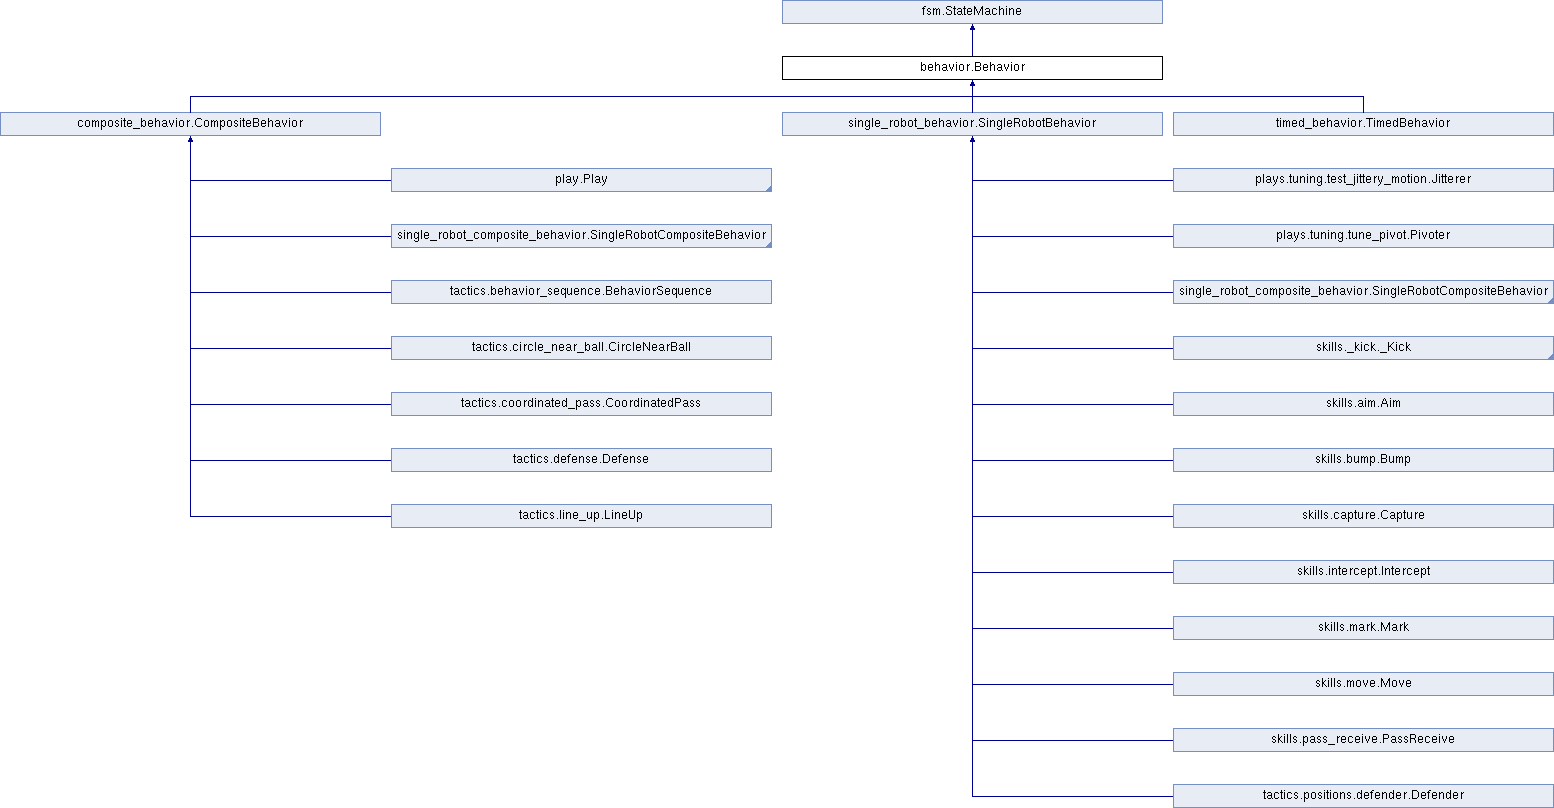 fsm.StateMachine
behavior.Behavior
composite_behavior.CompositeBehavior
single_robot_behavior.SingleRobotBehavior
timed_behavior.TimedBehavior
play.Play
plays.tuning.test_jittery_motion.Jitterer
single_robot_composite_behavior.SingleRobotCompositeBehavior
plays.tuning.tune_pivot.Pivoter
tactics.behavior_sequence.BehaviorSequence
single_robot_composite_behavior.SingleRobotCompositeBehavior
tactics.circle_near_ball.CircleNearBall
skills._kick._Kick
tactics.coordinated_pass.CoordinatedPass
skills.aim.Aim
tactics.defense.Defense
skills.bump.Bump
tactics.line_up.LineUp
skills.capture.Capture
skills.intercept.Intercept
skills.mark.Mark
skills.move.Move
skills.pass_receive.PassReceive
tactics.positions.defender.Defender